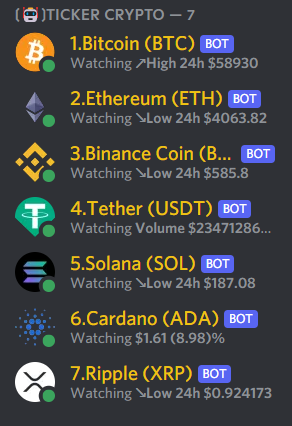 (🤖)TICKER CRYPTO — 7
1.Bitcoin (BTC) BOT
Watching ↗High 24h $58930
2.Ethereum (ETH) BOT
Watching ↘Low 24h $4063.82
3.Binance Coin (B... BOT
Watching ↘Low 24h $585.8
4.Tether (USDT) BOT
Watching Volume $23471286...
5.Solana (SOL) BOT
Watching ↘Low 24h $187.08
6.Cardano (ADA) BOT
Watching $1.61 (8.98)%
7.Ripple (XRP) BOT
Watching ↘Low 24h $0.924173